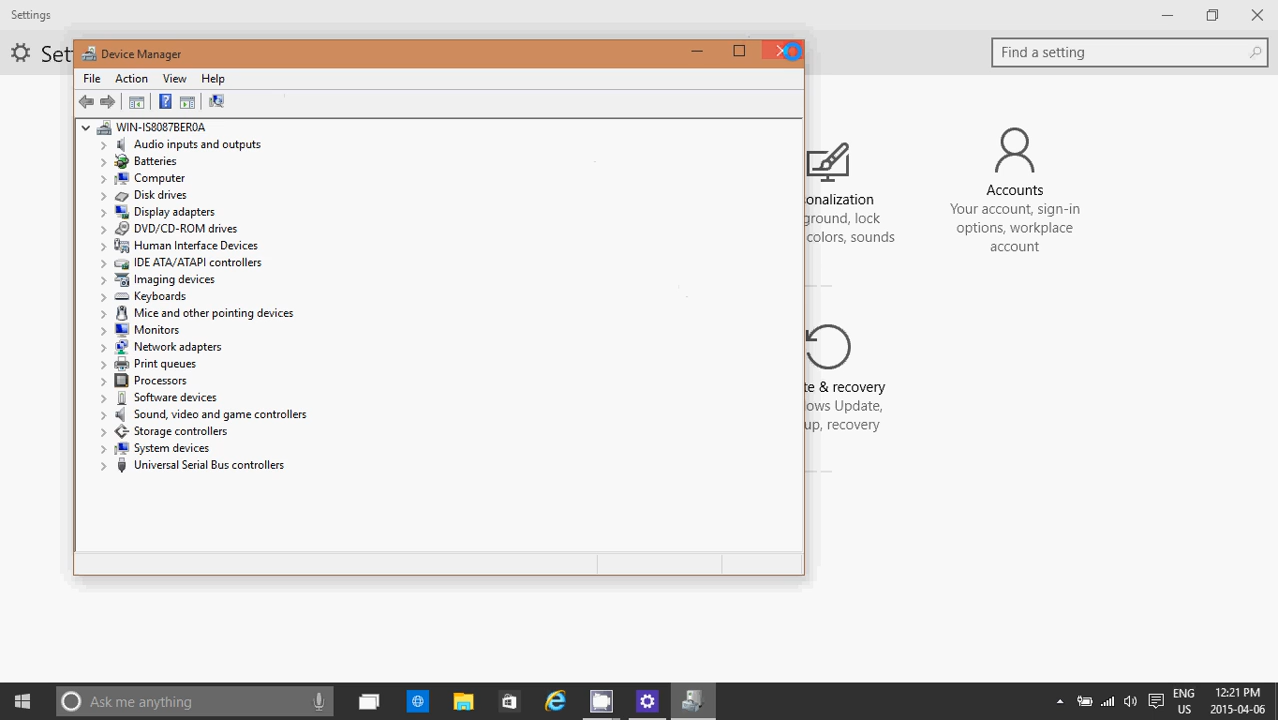 Settings
Set
Find a setting
Device Manager
File Action View Help
WIN-IS8087BER0A
Audio inputs and outputs
Batteries
Computer
Disk drives
Display adapters
DVD/CD-ROM drives
Human Interface Devices
IDE ATA/ATAPI controllers
Imaging devices
Keyboards
Mice and other pointing devices
Monitors
Network adapters
Print queues
Processors
Software devices
Sound, video and game controllers
Storage controllers
System devices
Universal Serial Bus controllers
onalization
ground, lock
colors, sounds
Accounts
Your account, sign-in
options, workplace
account
te & recovery
lows Update,
up, recovery
Ask me anything
ENG
US
12:21 PM
2015-04-06